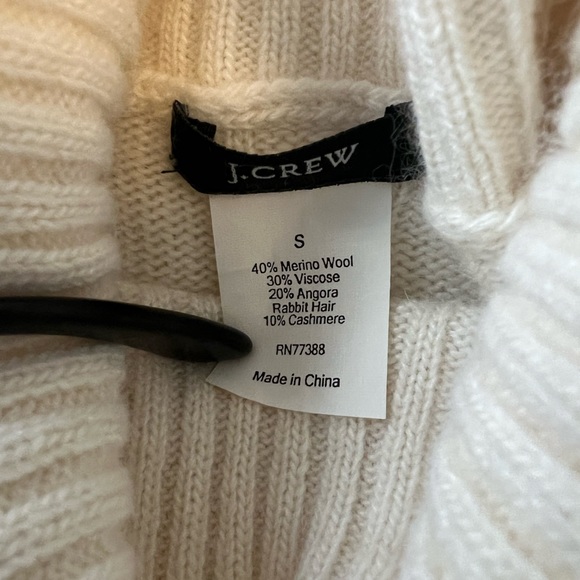 J.CREW
S
40% Merino Wool
30% Viscose
20% Angora
Rabbit Hair
10% Cashmere
RN77388
Made in China